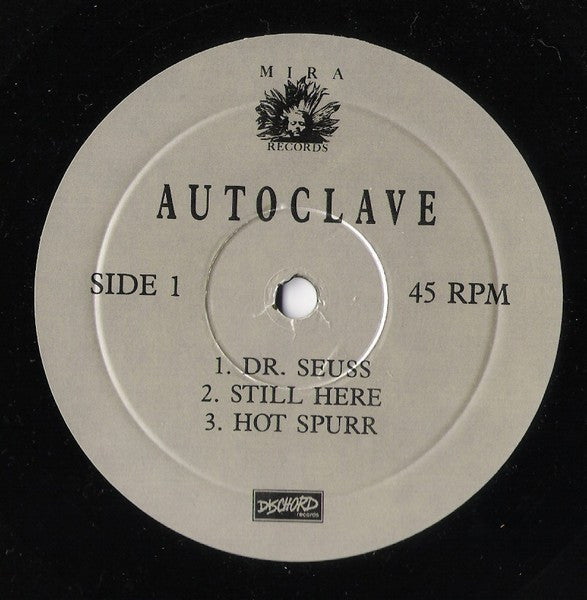 MIRA
RECORDS
AUTOCLAVE
SIDE 1
45 RPM
1. DR. SEUSS
2. STILL HERE
3. HOT SPURR
DISCHORD
records